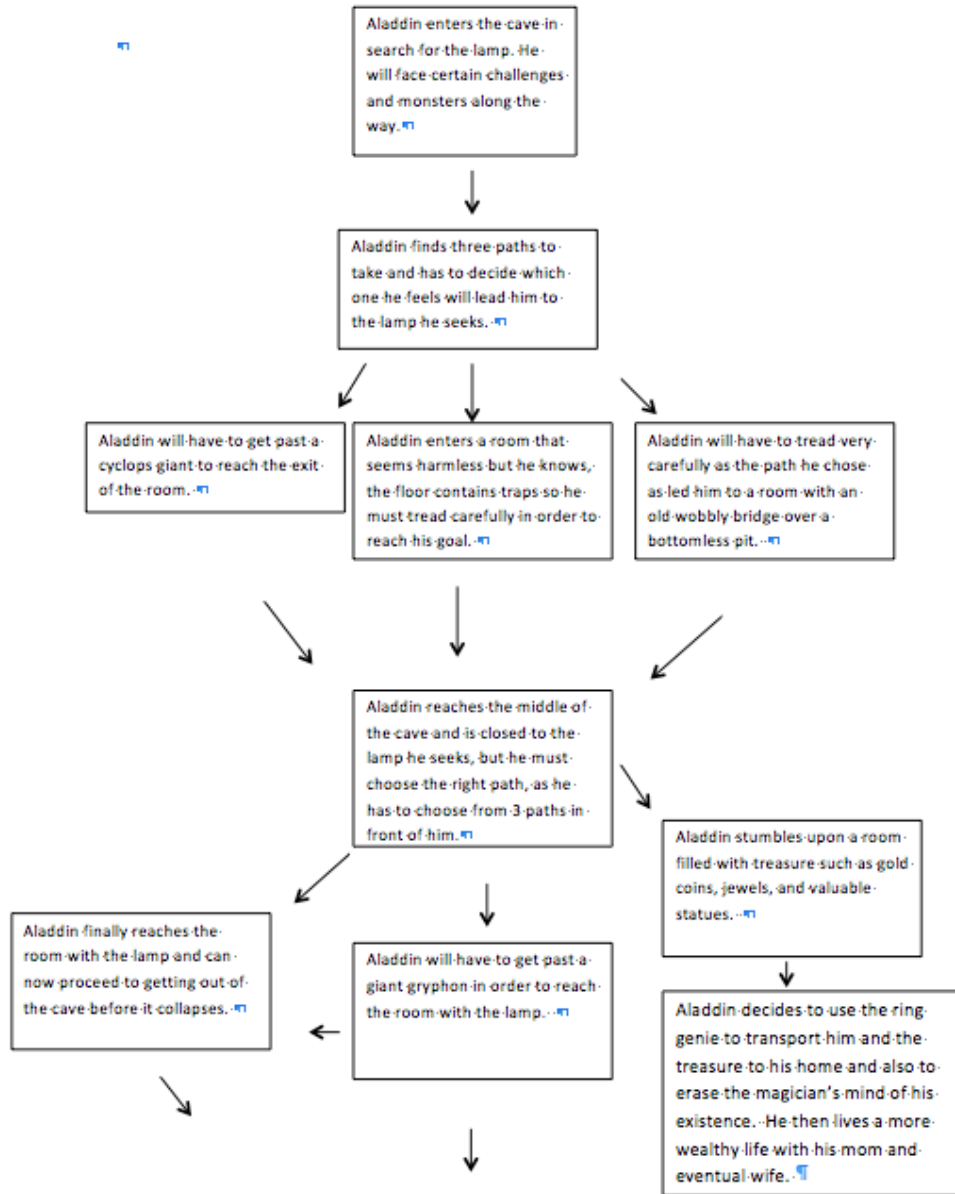 Aladdin enters the cave in
search for the lamp. He
will face certain challenges
and monsters along the
way.
Aladdin finds three paths to
take and has to decide which
one he feels will lead him to
the lamp he seeks.
Aladdin will have to get past a
cyclops giant to reach the exit
of the room.
Aladdin enters a room that
seems harmless but he knows,
the floor contains traps so he
must tread carefully in order to
reach his goal.
Aladdin will have to tread very
carefully as the path he chose
as led him to a room with an
old wobbly bridge over a
bottomless pit.
Aladdin reaches the middle of
the cave and is closed to the
lamp he seeks, but he must
choose the right path, as he
has to choose from 3 paths in
front of him.
Aladdin stumbles upon a room
filled with treasure such as gold
coins, jewels, and valuable
statues.
Aladdin finally reaches the
room with the lamp and can
now proceed to getting out of
the cave before it collapses.
Aladdin will have to get past a
giant gryphon in order to reach
the room with the lamp.
Aladdin decides to use the ring
genie to transport him and the
treasure to his home and also to
erase the magician's mind of his
existence. He then lives a more
wealthy life with his mom and
eventual wife.